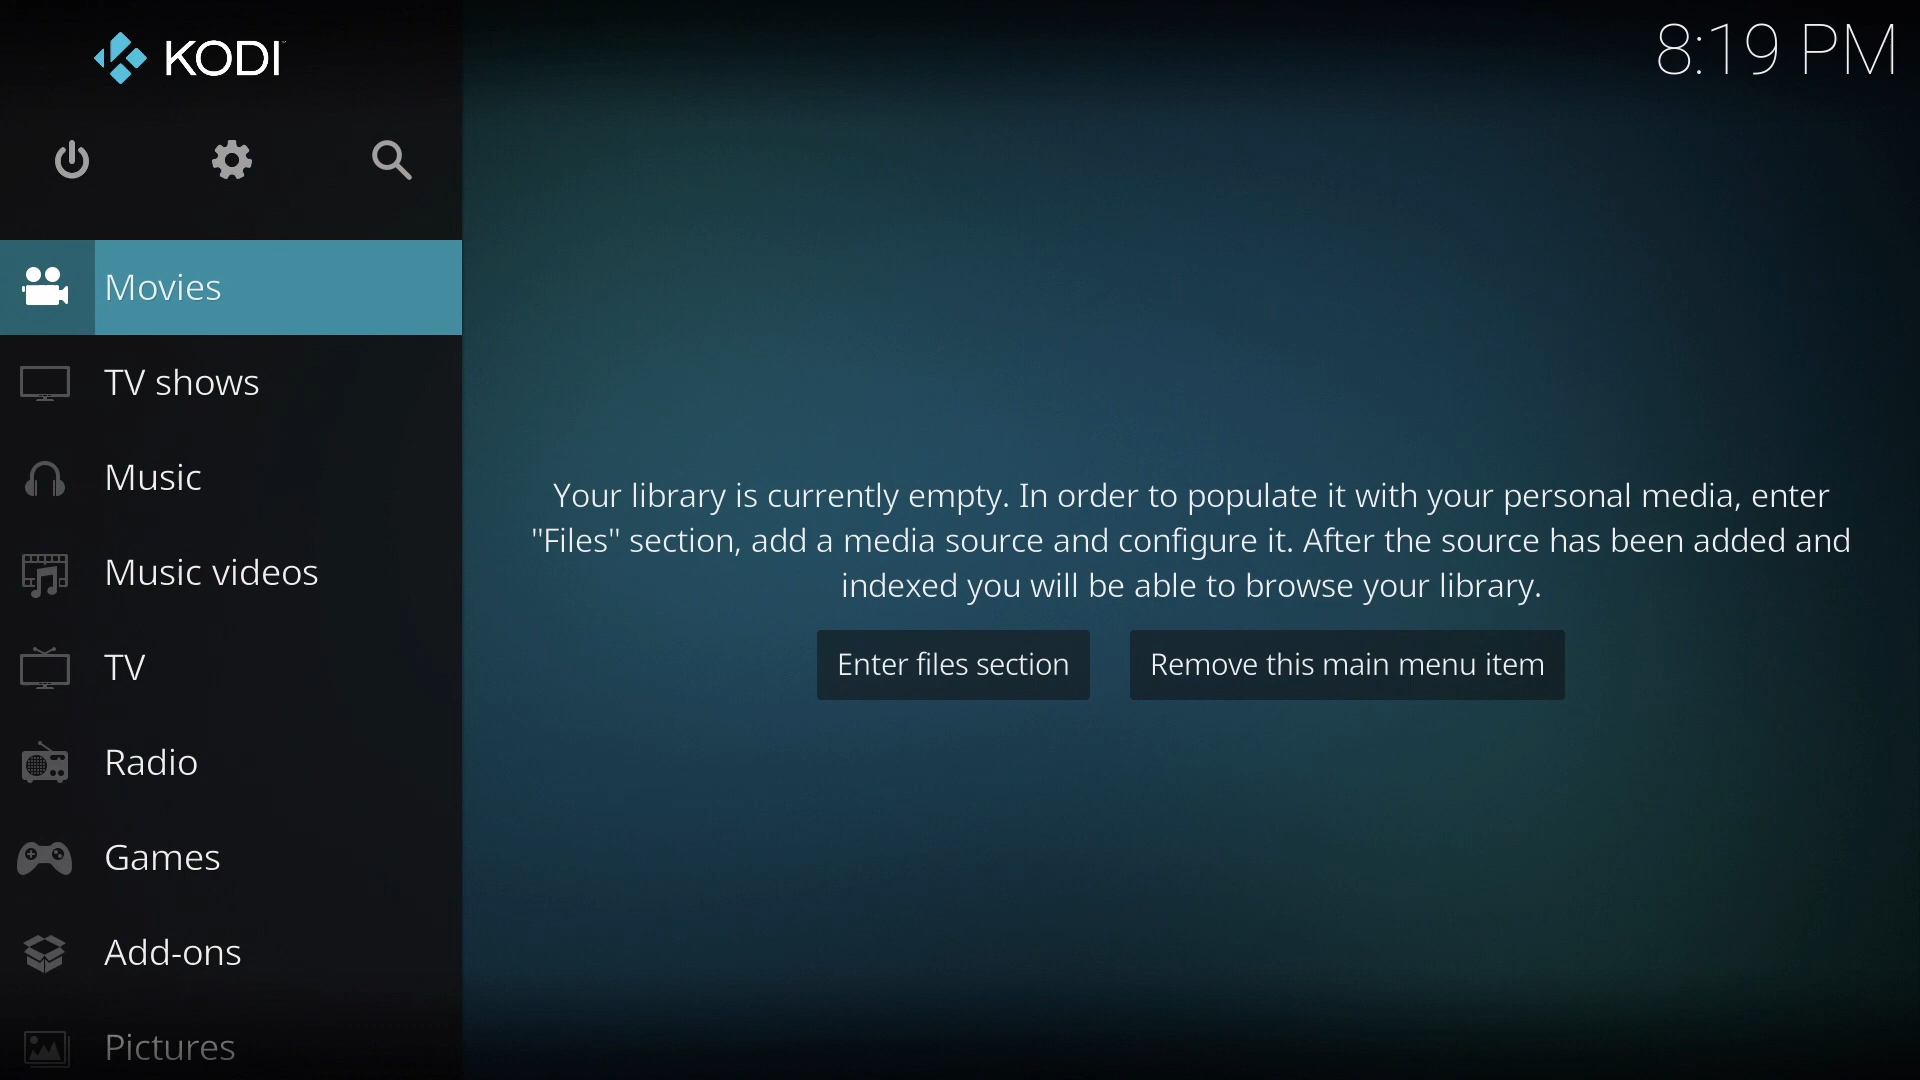 KODI
8:19 PM
Movies
TV shows
Music
Music videos
TV
Radio
Games
Add-ons
Pictures
Your library is currently empty. In order to populate it with your personal media, enter
"Files" section, add a media source and configure it. After the source has been added and
indexed you will be able to browse your library.
Enter files section
Remove this main menu item